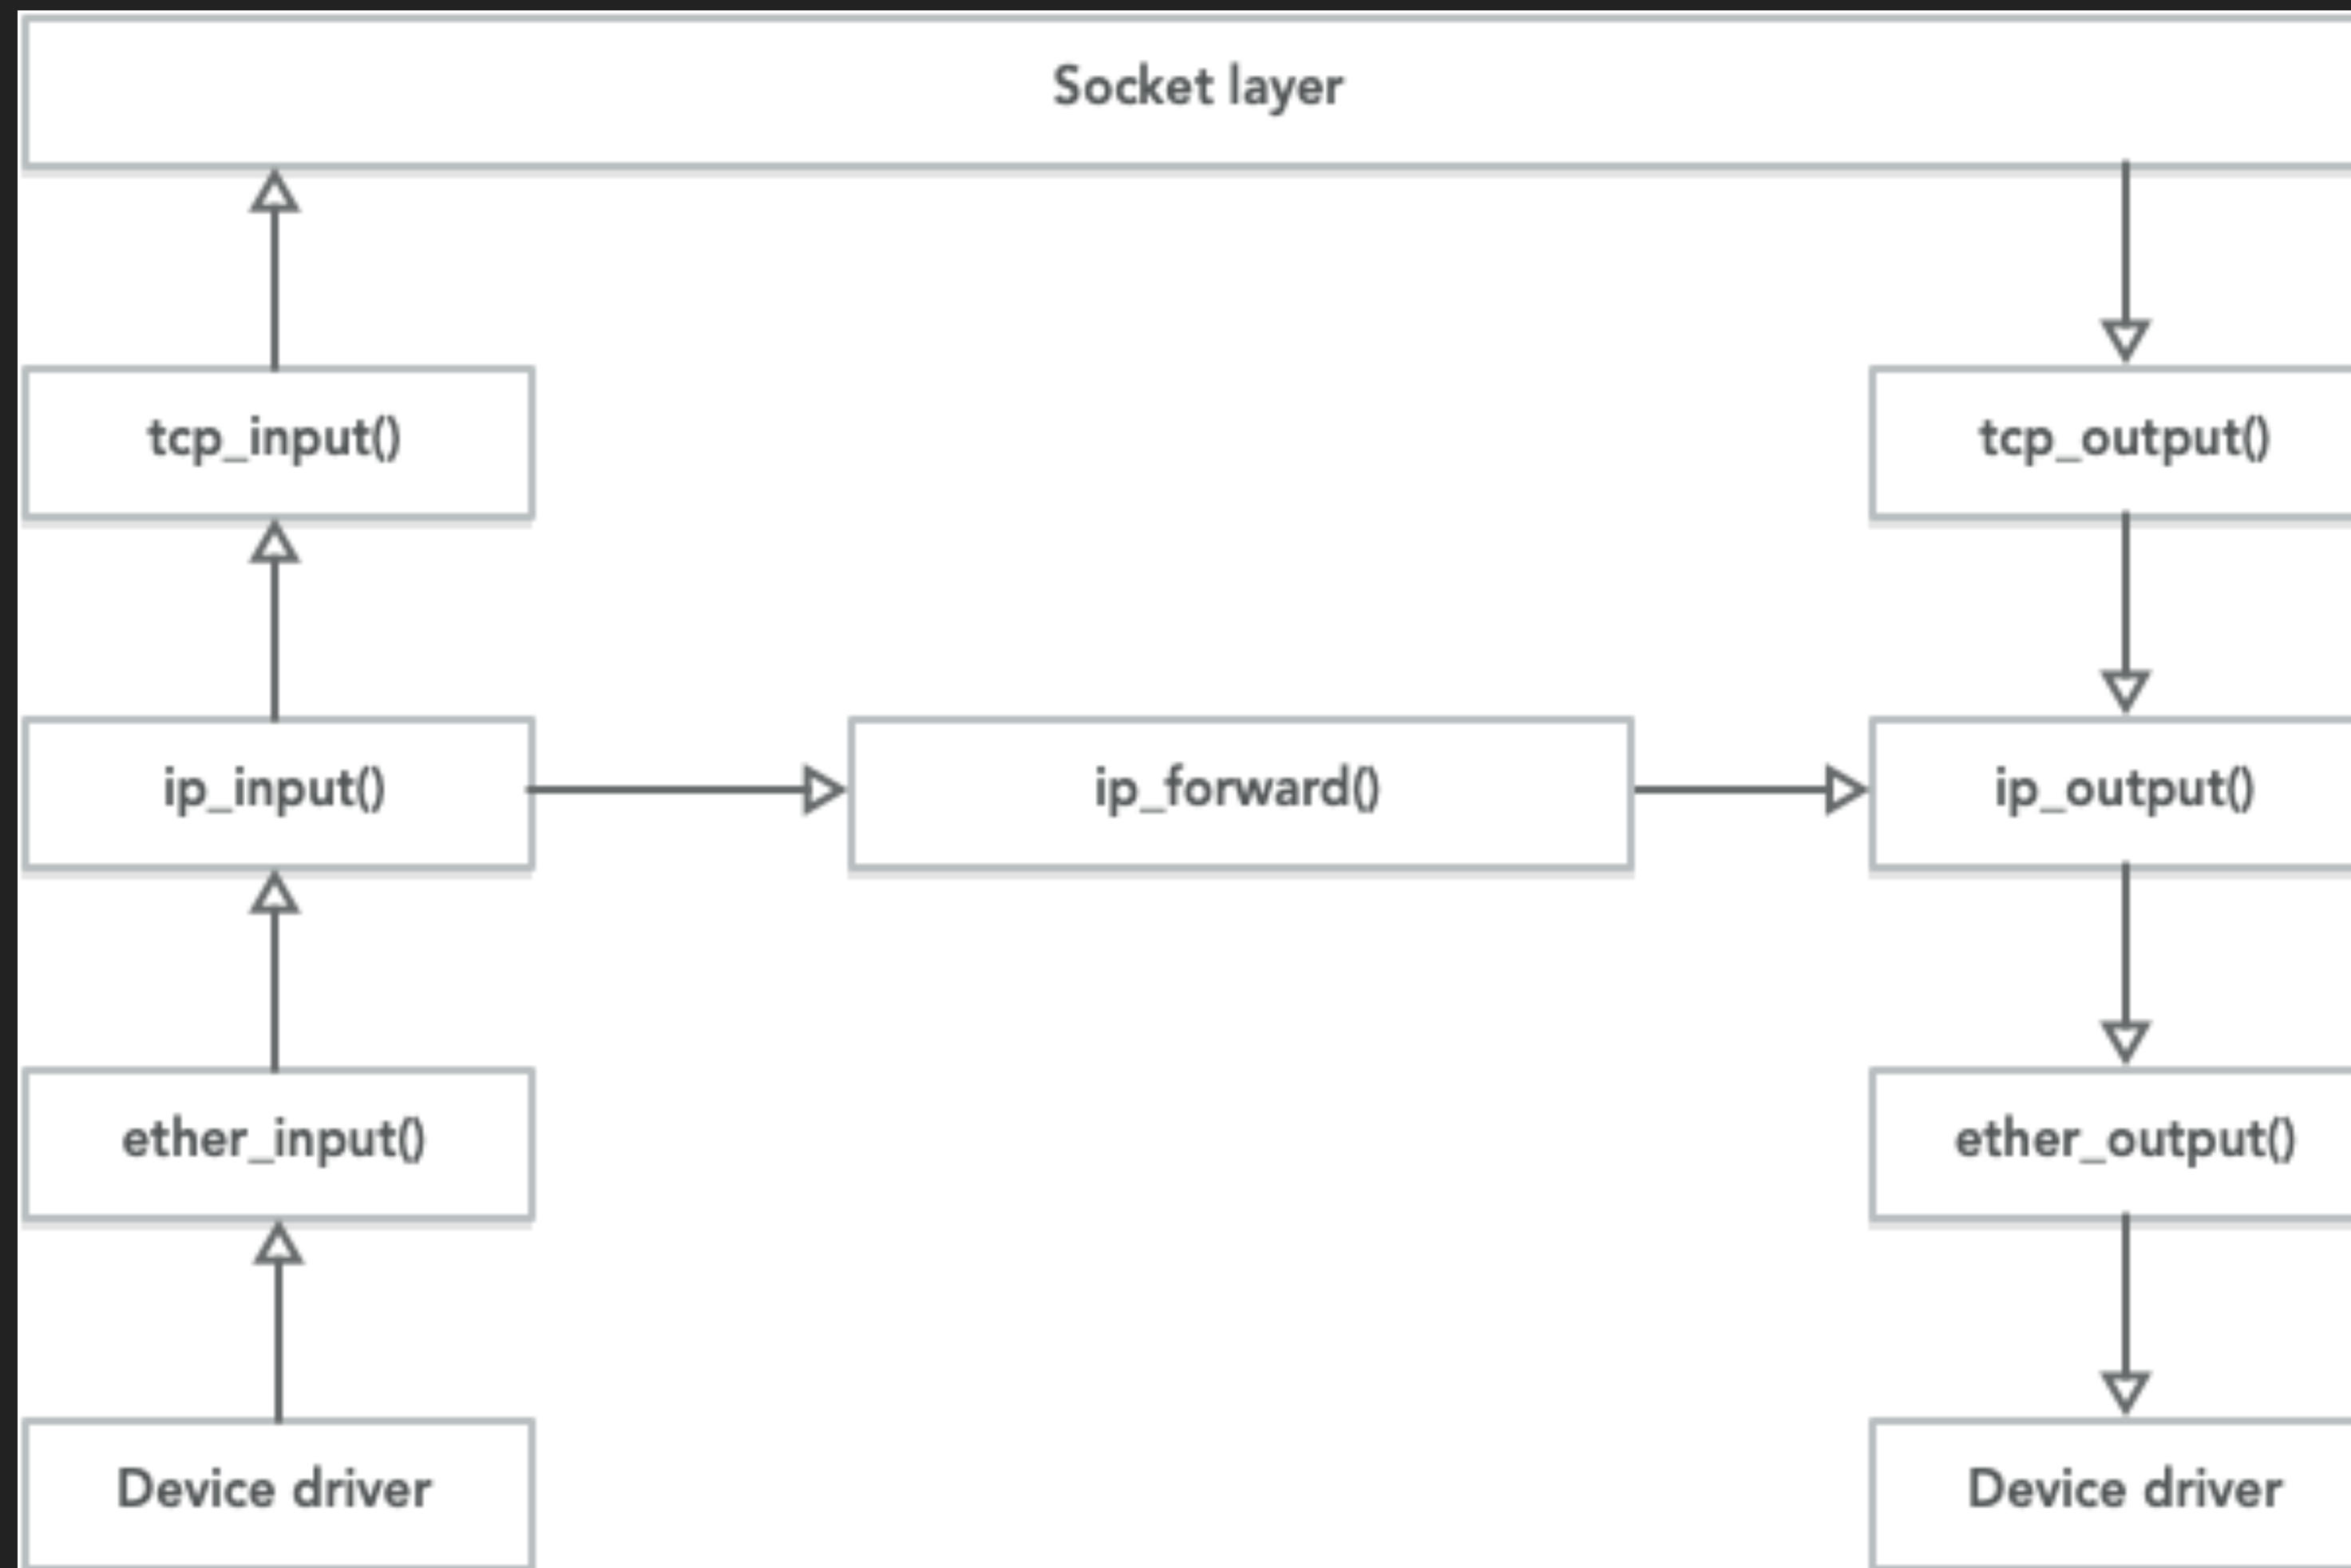 Socket layer
tcp_input()
tcp_output()
ip_input()
ip_forward()
ip_output()
ether_input()
ether_output()
Device driver
Device driver